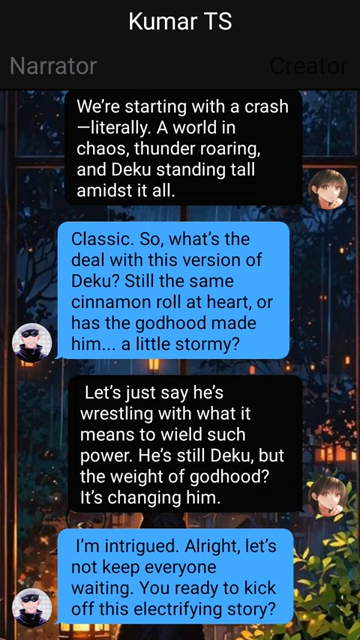 Kumar TS
Narrator
Creator
We’re starting with a crash
—literally. A world in
chaos, thunder roaring,
and Deku standing tall
amidst it all.
Classic. So, what’s the
deal with this version of
Deku? Still the same
cinnamon roll at heart, or
has the godhood made
him... a little stormy?
Let’s just say he’s
wrestling with what it
means to wield such
power. He’s still Deku, but
the weight of godhood?
It’s changing him.
I’m intrigued. Alright, let’s
not keep everyone
waiting. You ready to kick
off this electrifying story?